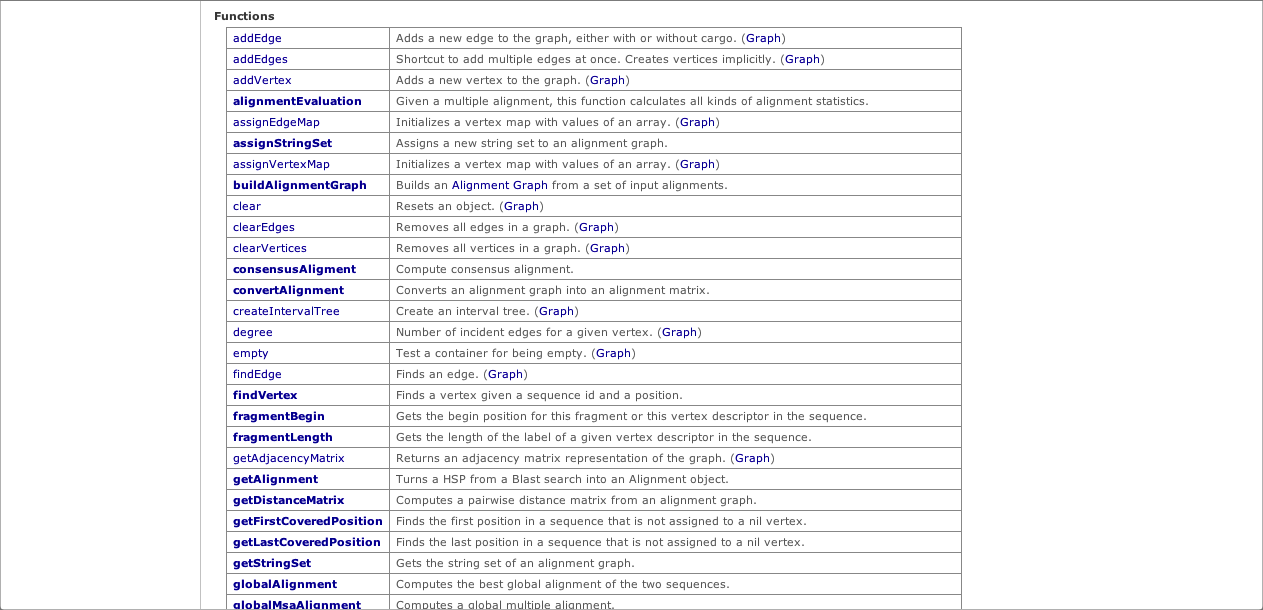 Functions
addEdge Adds a new edge to the graph, either with or without cargo. (Graph)
addEdges Shortcut to add multiple edges at once. Creates vertices implicitly. (Graph)
addVertex Adds a new vertex to the graph. (Graph)
alignmentEvaluation Given a multiple alignment, this function calculates all kinds of alignment statistics.
assignEdgeMap Initializes a vertex map with values of an array. (Graph)
assignStringSet Assigns a new string set to an alignment graph.
assignVertexMap Initializes a vertex map with values of an array. (Graph)
buildAlignmentGraph Builds an Alignment Graph from a set of input alignments.
clear Resets an object. (Graph)
clearEdges Removes all edges in a graph. (Graph)
clearVertices Removes all vertices in a graph. (Graph)
consensusAligment Compute consensus alignment.
convertAlignment Converts an alignment graph into an alignment matrix.
createIntervalTree Create an interval tree. (Graph)
degree Number of incident edges for a given vertex. (Graph)
empty Test a container for being empty. (Graph)
findEdge Finds an edge. (Graph)
findVertex Finds a vertex given a sequence id and a position.
fragmentBegin Gets the begin position for this fragment or this vertex descriptor in the sequence.
fragmentLength Gets the length of the label of a given vertex descriptor in the sequence.
getAdjacencyMatrix Returns an adjacency matrix representation of the graph. (Graph)
getAlignment Turns a HSP from a Blast search into an Alignment object.
getDistanceMatrix Computes a pairwise distance matrix from an alignment graph.
getFirstCoveredPosition Finds the first position in a sequence that is not assigned to a nil vertex.
getLastCoveredPosition Finds the last position in a sequence that is not assigned to a nil vertex.
getStringSet Gets the string set of an alignment graph.
globalAlignment Computes the best global alignment of the two sequences.
globalMsaAlignment Computes a global multiple alignment.